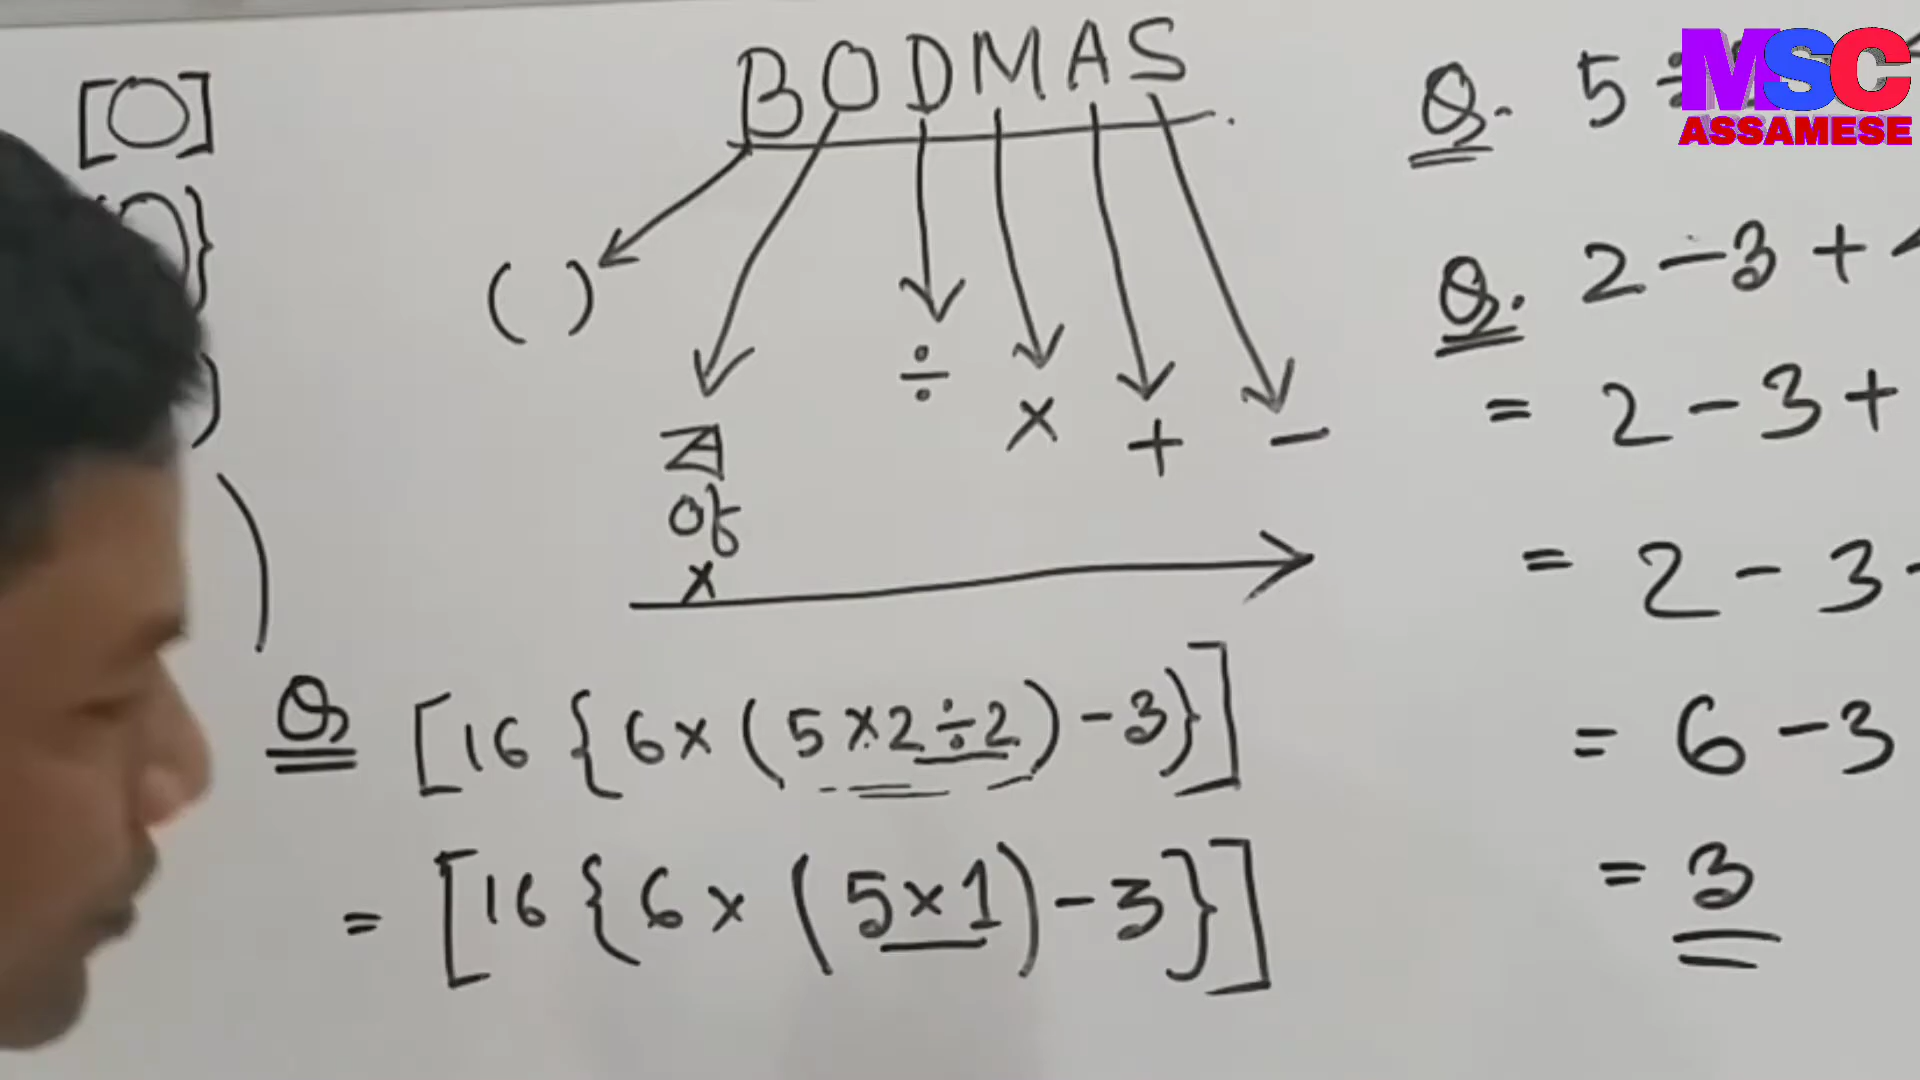 [O]
BODMAS
( )
÷
×
+
−
of
×
Q [16 {6 × (5 × 2 ÷ 2) − 3}]
= [16 {6 × (5 × 1) − 3}]
Q. 5 ÷
Q. 2 − 3 +
= 2 − 3 +
= 2 − 3
= 6 − 3
= 3
MSC
ASSAMESE